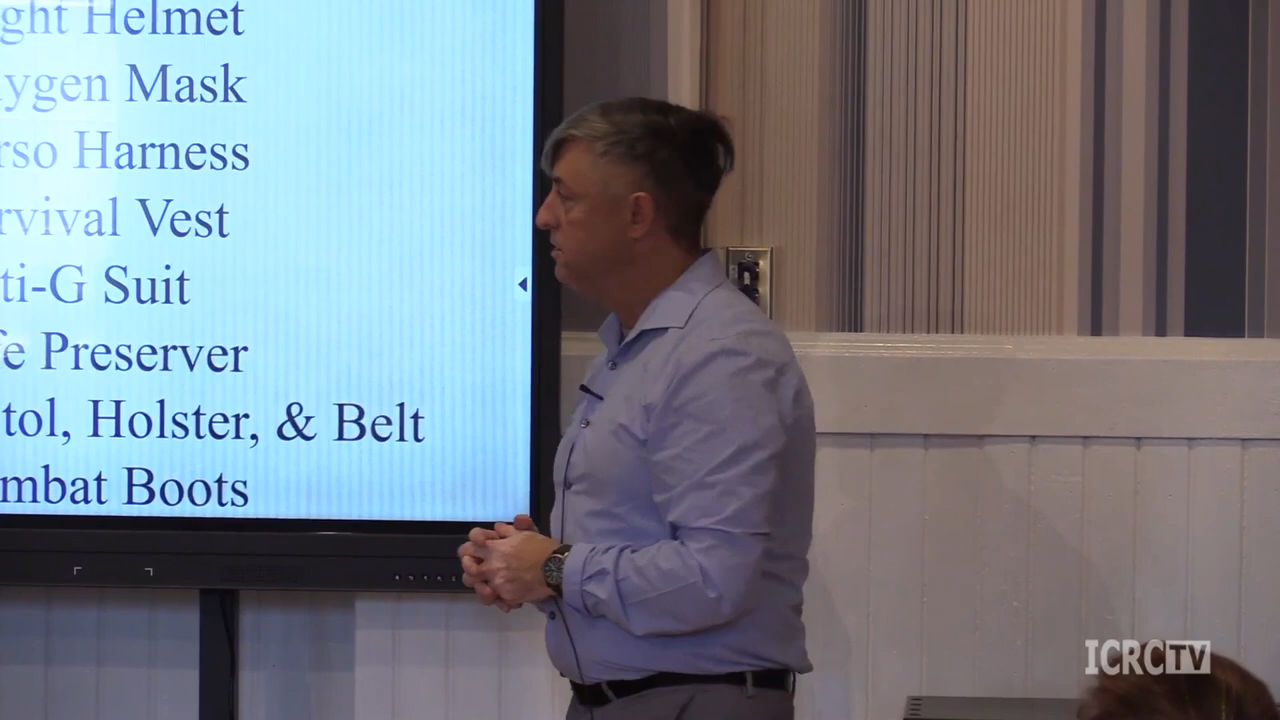 ght Helmet
ygen Mask
rso Harness
rvival Vest
ti-G Suit
fe Preserver
tol, Holster, & Belt
mbat Boots
ICRCTV